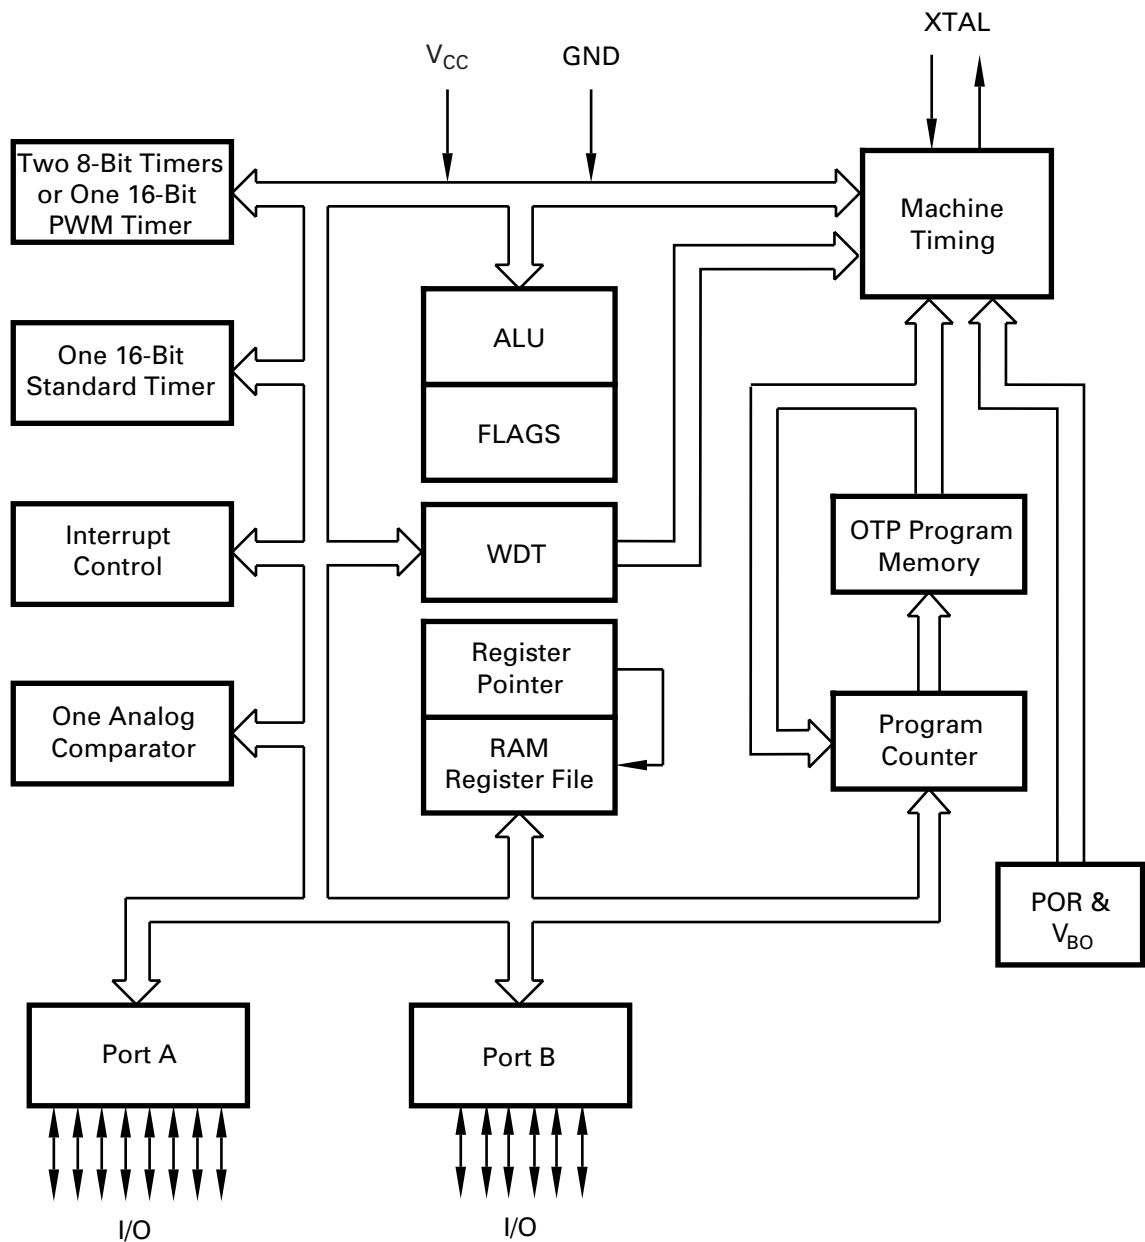 XTAL
V_CC
GND
Two 8-Bit Timers
or One 16-Bit
PWM Timer
Machine
Timing
ALU
One 16-Bit
Standard Timer
FLAGS
Interrupt
Control
WDT
OTP Program
Memory
Register
Pointer
One Analog
Comparator
RAM
Register File
Program
Counter
POR &
V_BO
Port A
Port B
I/O
I/O